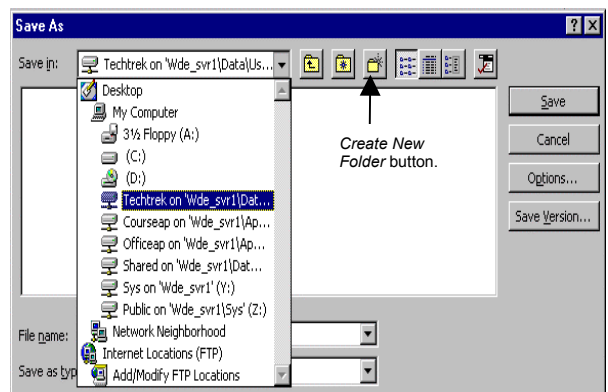 Save As
Save in: Techtrek on 'Wde_svr1\Data\Us...
Desktop
My Computer
3½ Floppy (A:)
(C:)
(D:)
Techtrek on 'Wde_svr1\Dat...
Courseap on 'Wde_svr1\Ap...
Officeap on 'Wde_svr1\Ap...
Shared on 'Wde_svr1\Dat...
Sys on 'Wde_svr1' (Y:)
Public on 'Wde_svr1\Sys' (Z:)
Network Neighborhood
Internet Locations (FTP)
Add/Modify FTP Locations
Create New
Folder button.
Save
Cancel
Options...
Save Version...
File name:
Save as typ